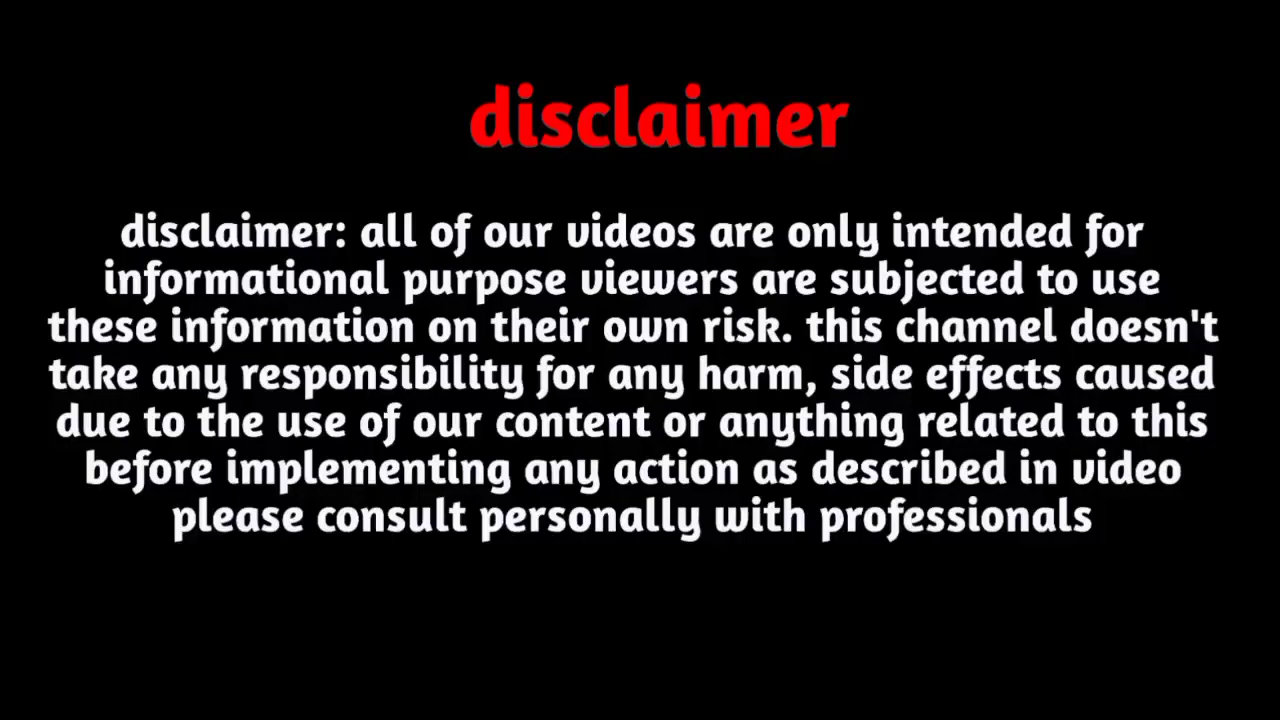 disclaimer
disclaimer: all of our videos are only intended for
informational purpose viewers are subjected to use
these information on their own risk. this channel doesn't
take any responsibility for any harm, side effects caused
due to the use of our content or anything related to this
before implementing any action as described in video
please consult personally with professionals